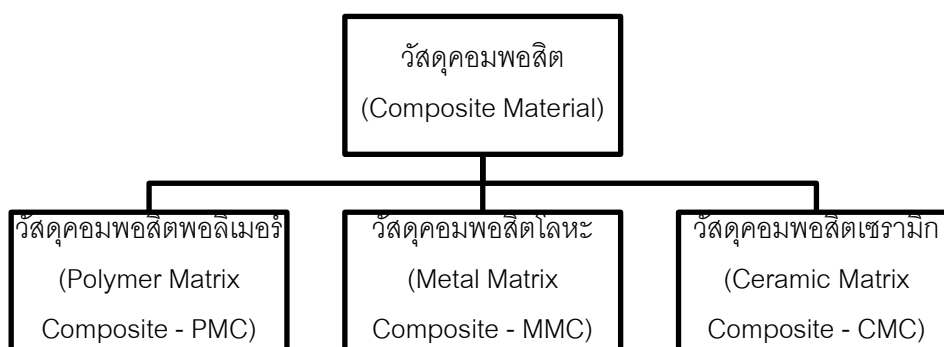 วัสดุคอมพอสิต
(Composite Material)
วัสดุคอมพอสิตพอลิเมอร์
(Polymer Matrix
Composite - PMC)
วัสดุคอมพอสิตโลหะ
(Metal Matrix
Composite - MMC)
วัสดุคอมพอสิตเซรามิก
(Ceramic Matrix
Composite - CMC)